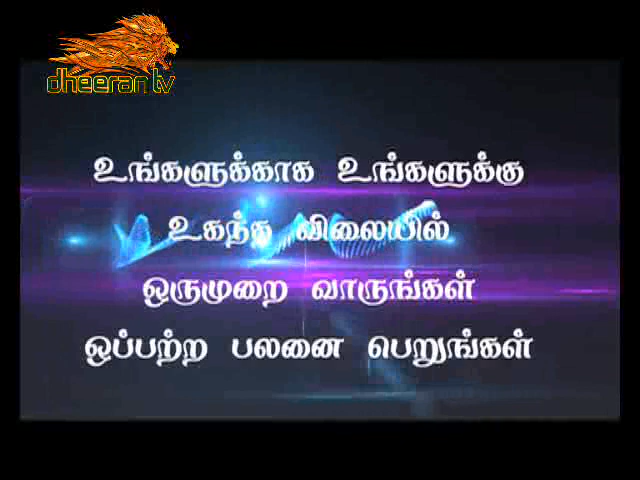 dheeran tv
உங்களுக்காக உங்களுக்கு
உகந்த விலையில்
ஒருமுறை வாருங்கள்
ஒப்பற்ற பலனை பெறுங்கள்